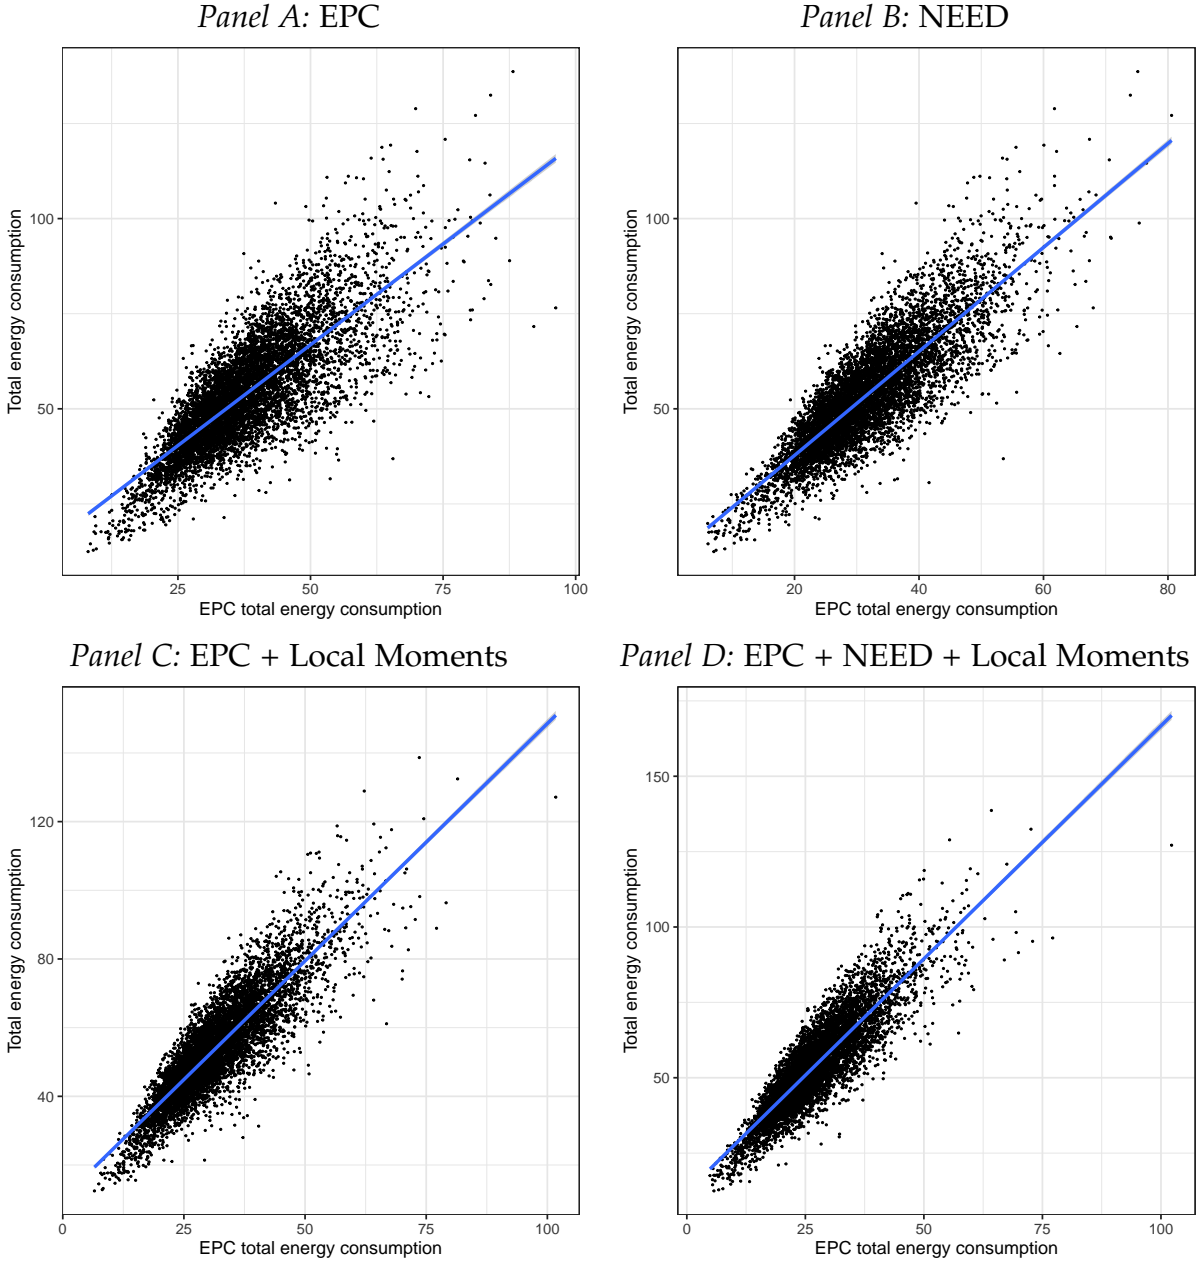 Panel A: EPC
Total energy consumption
100
50
25
50
75
100
EPC total energy consumption
Panel B: NEED
Total energy consumption
100
50
20
40
60
80
EPC total energy consumption
Panel C: EPC + Local Moments
Total energy consumption
120
80
40
0
25
50
75
100
EPC total energy consumption
Panel D: EPC + NEED + Local Moments
Total energy consumption
150
100
50
0
25
50
75
100
EPC total energy consumption